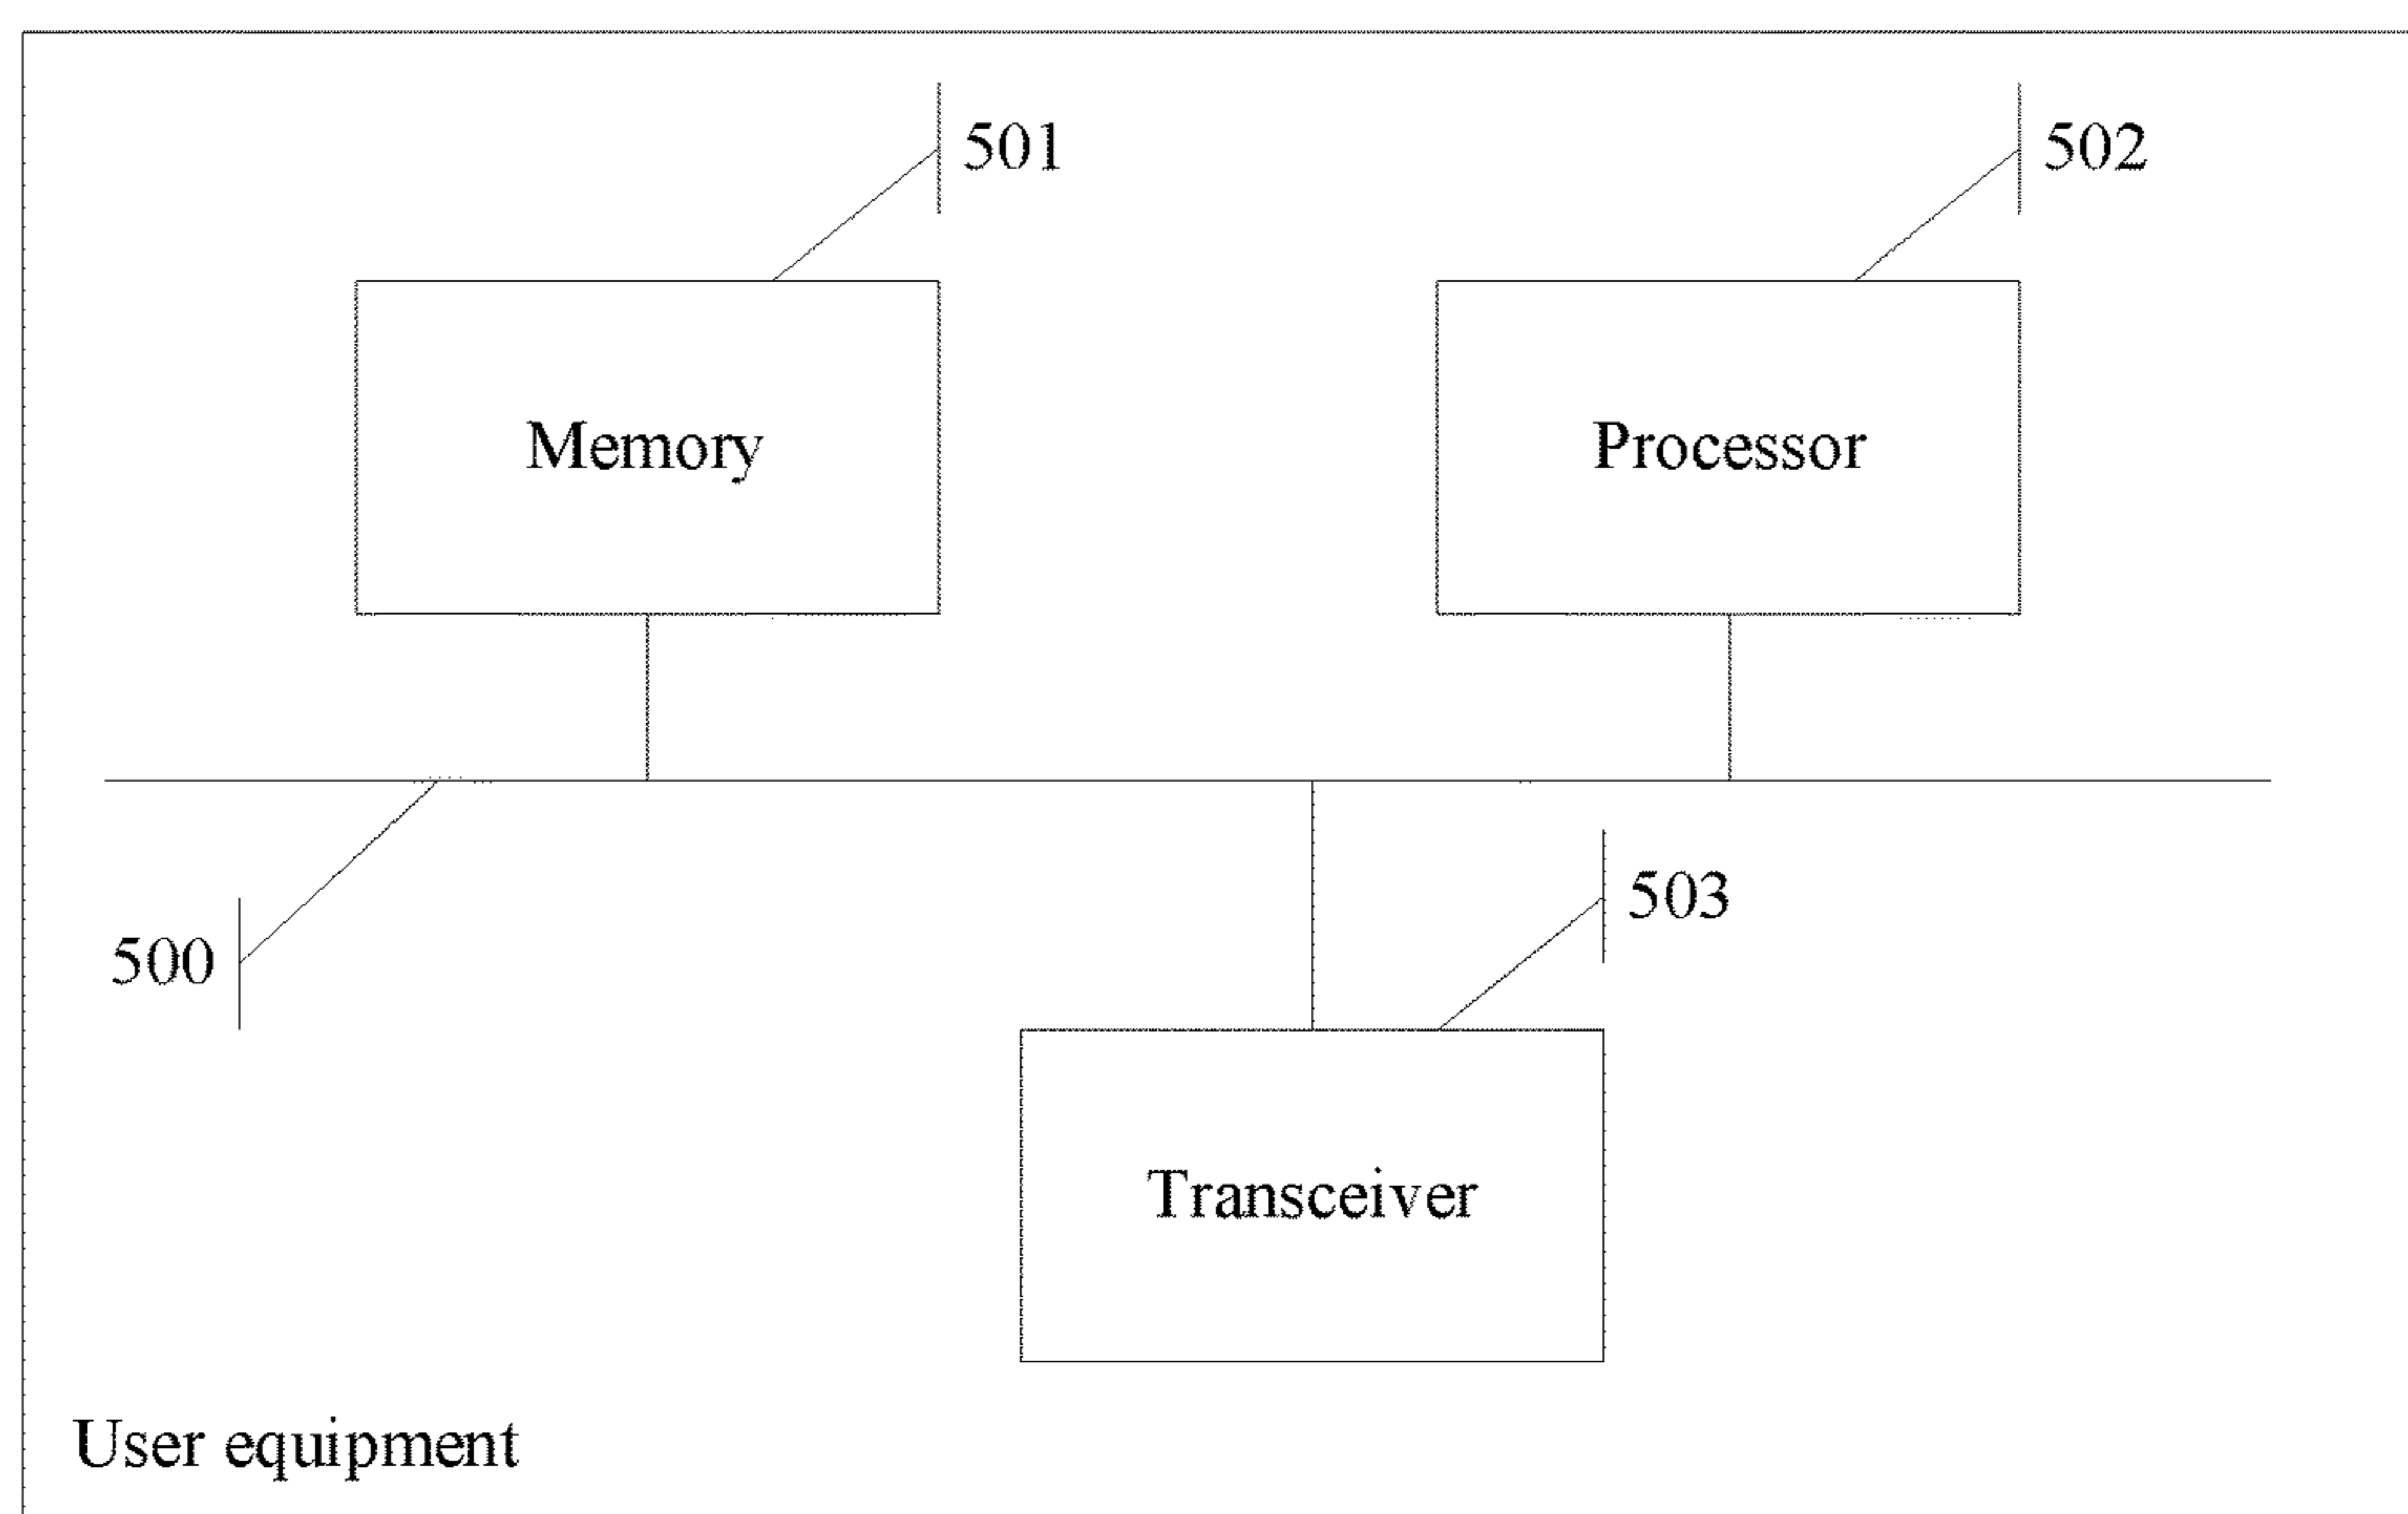 501
502
Memory
Processor
503
500
Transceiver
User equipment